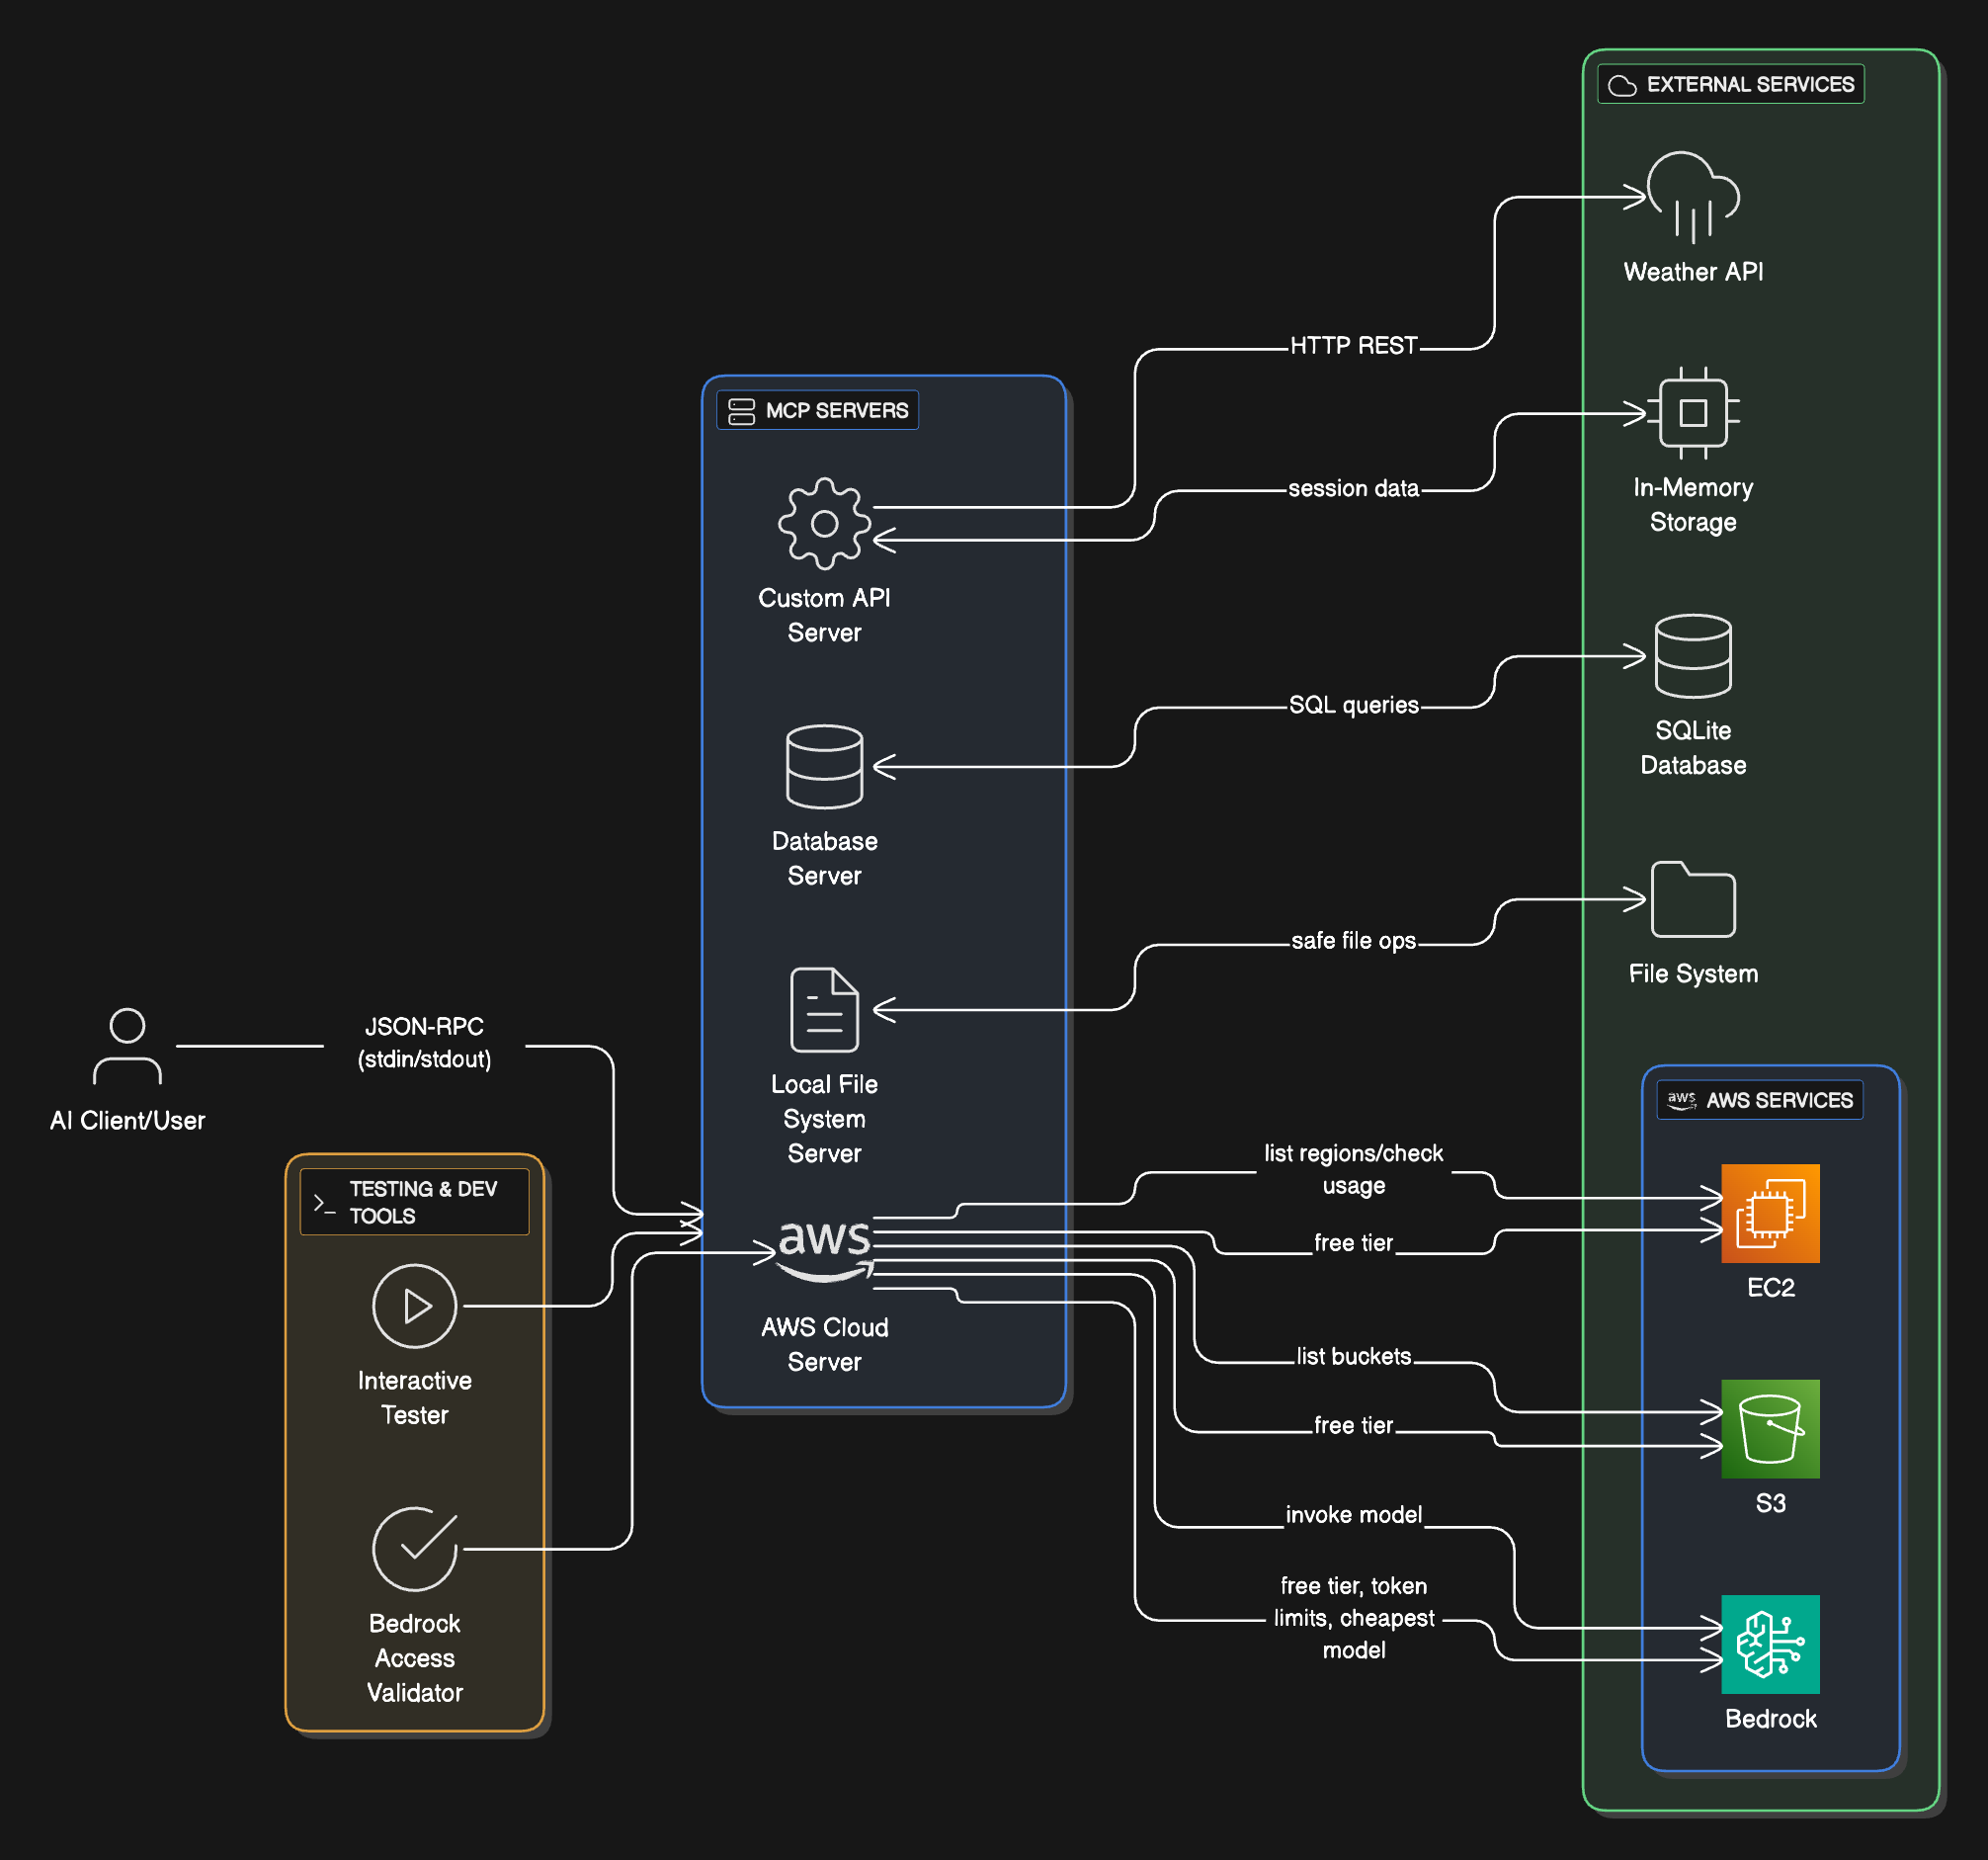 EXTERNAL SERVICES
Weather API
HTTP REST
MCP SERVERS
session data
In-Memory
Storage
Custom API
Server
SQL queries
SQLite
Database
Database
Server
safe file ops
File System
JSON-RPC
(stdin/stdout)
AI Client/User
Local File
System
Server
aws AWS SERVICES
list regions/check
usage
TESTING & DEV
TOOLS
aws
free tier
EC2
AWS Cloud
Server
list buckets
Interactive
Tester
free tier
S3
invoke model
free tier, token
limits, cheapest
model
Bedrock
Access
Validator
Bedrock